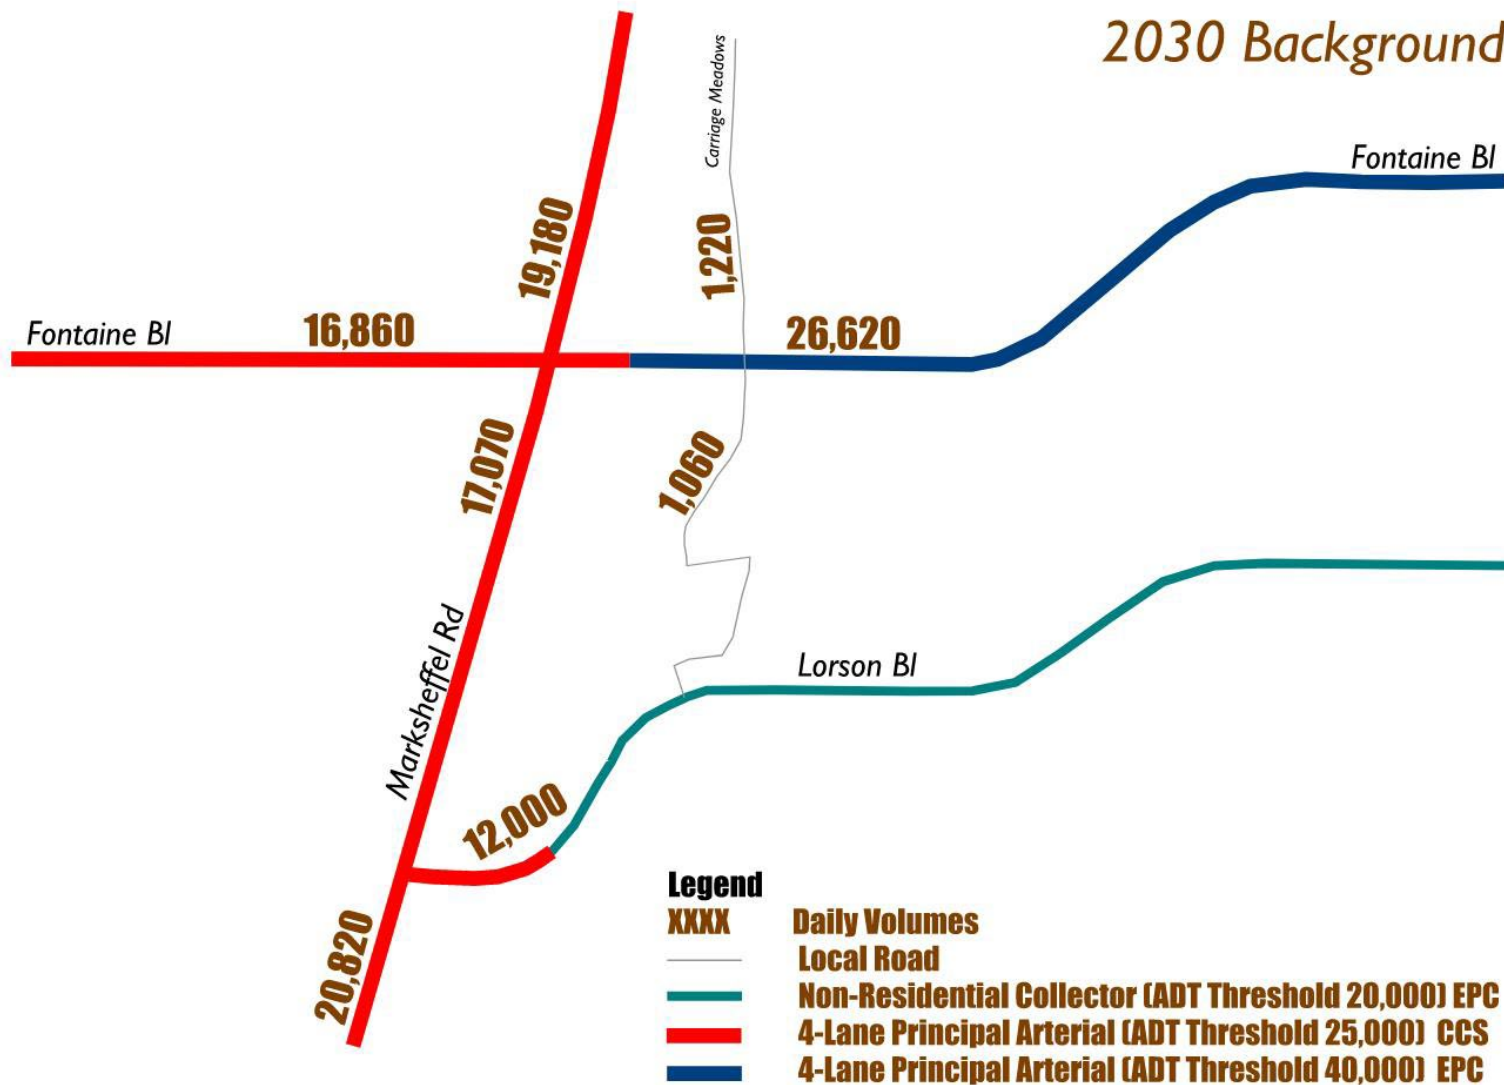 2030 Background
Carriage Meadows
Fontaine Bl
19,180
1,220
Fontaine Bl
16,860
26,620
17,070
1,060
Marksheffel Rd
Lorson Bl
12,000
20,820
Legend
XXXX Daily Volumes
Local Road
Non-Residential Collector (ADT Threshold 20,000) EPC
4-Lane Principal Arterial (ADT Threshold 25,000) CCS
4-Lane Principal Arterial (ADT Threshold 40,000) EPC